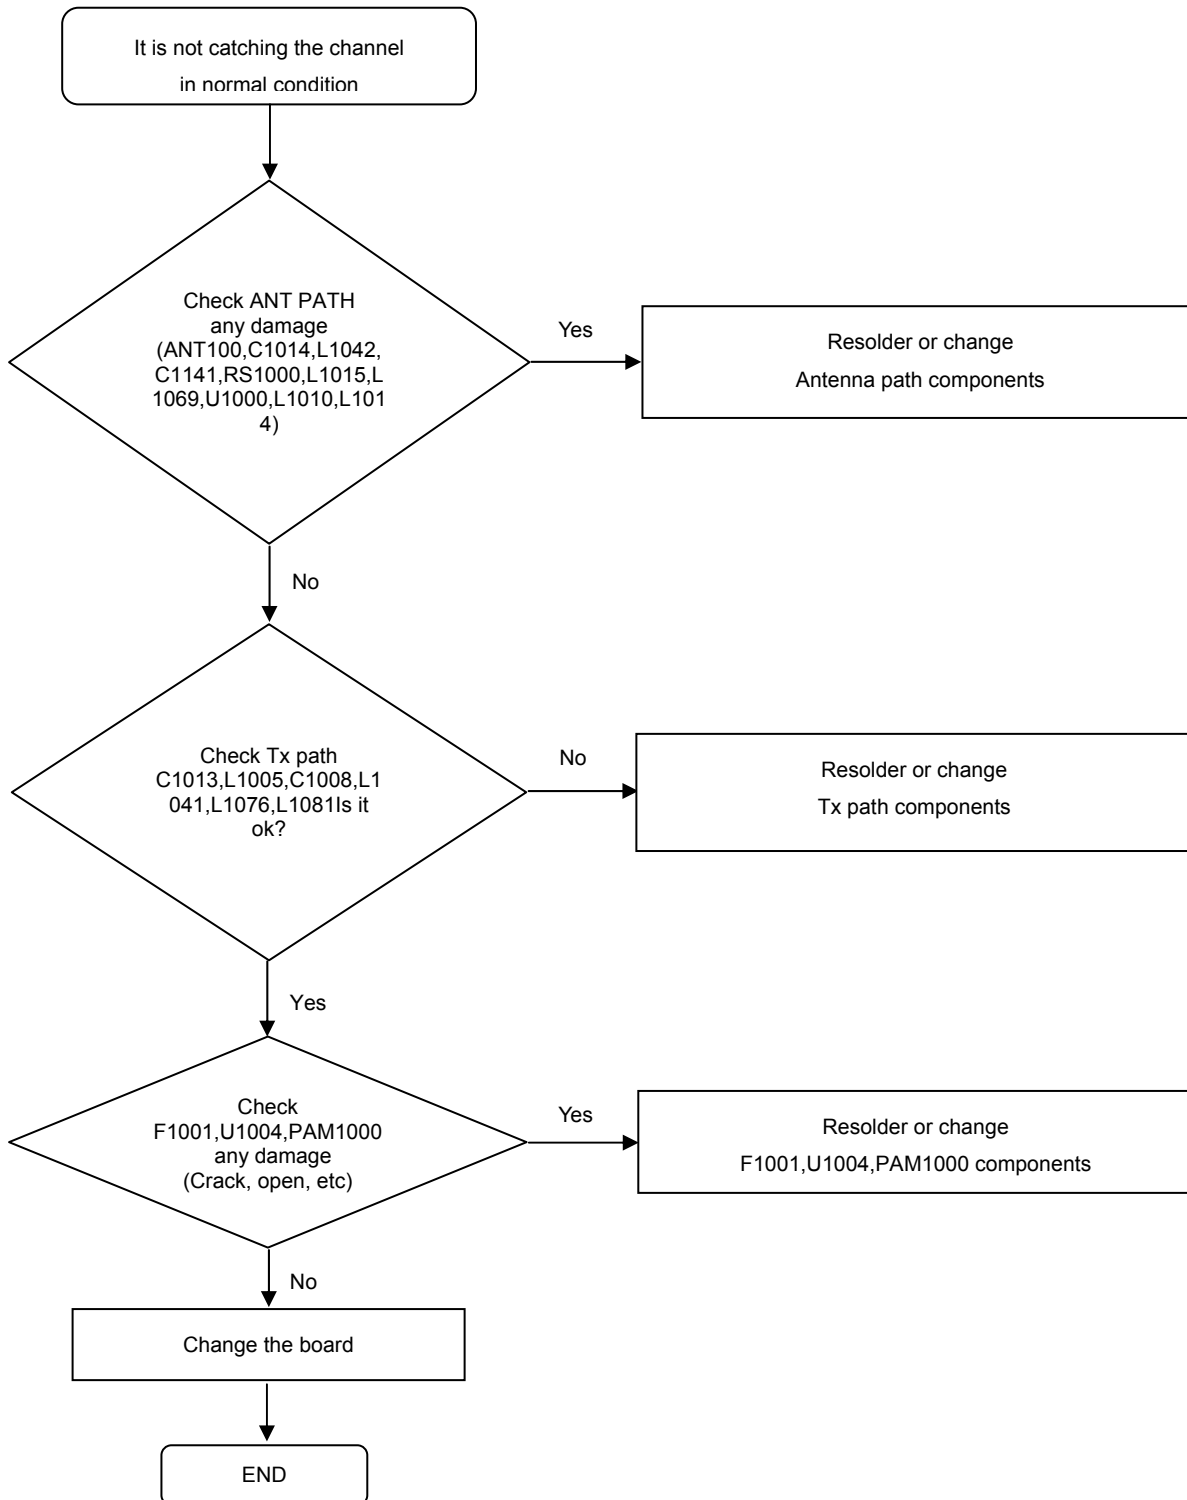 It is not catching the channel
in normal condition
Check ANT PATH
any damage
(ANT100,C1014,L1042,
C1141,RS1000,L1015,L
1069,U1000,L1010,L101
4)
Yes
Resolder or change
Antenna path components
No
Check Tx path
C1013,L1005,C1008,L1
041,L1076,L1081Is it
ok?
No
Resolder or change
Tx path components
Yes
Check
F1001,U1004,PAM1000
any damage
(Crack, open, etc)
Yes
Resolder or change
F1001,U1004,PAM1000 components
No
Change the board
END